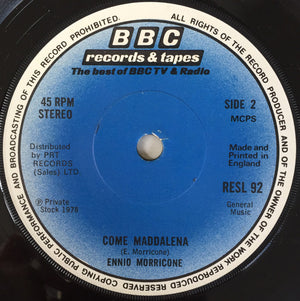 BBC
records & tapes
The best of BBC TV & Radio
45 RPM
STEREO
SIDE 2
MCPS
Distributed
by PRT
RECORDS
(Sales) LTD.
Made and
Printed in
England
RESL 92
℗ Private
Stock 1978
General
Music
COME MADDALENA
(E. Morricone)
ENNIO MORRICONE
ALL RIGHTS OF THE RECORD PRODUCER AND OF THE OWNER OF THE WORK REPRODUCED RESERVED COPYING PUBLIC PERFORMANCE AND BROADCASTING OF THIS RECORD PROHIBITED.